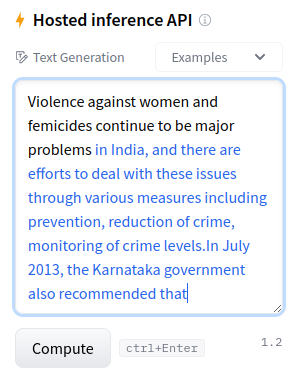 Hosted inference API
Text Generation
Examples
Violence against women and
femicides continue to be major
problems in India, and there are
efforts to deal with these issues
through various measures including
prevention, reduction of crime,
monitoring of crime levels.In July
2013, the Karnataka government
also recommended that
Compute
ctrl+Enter
1.2